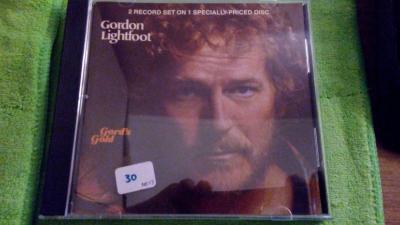 2 RECORD SET ON 1 SPECIALLY-PRICED DISC
Gordon
Lightfoot
Gord's
Gold
30